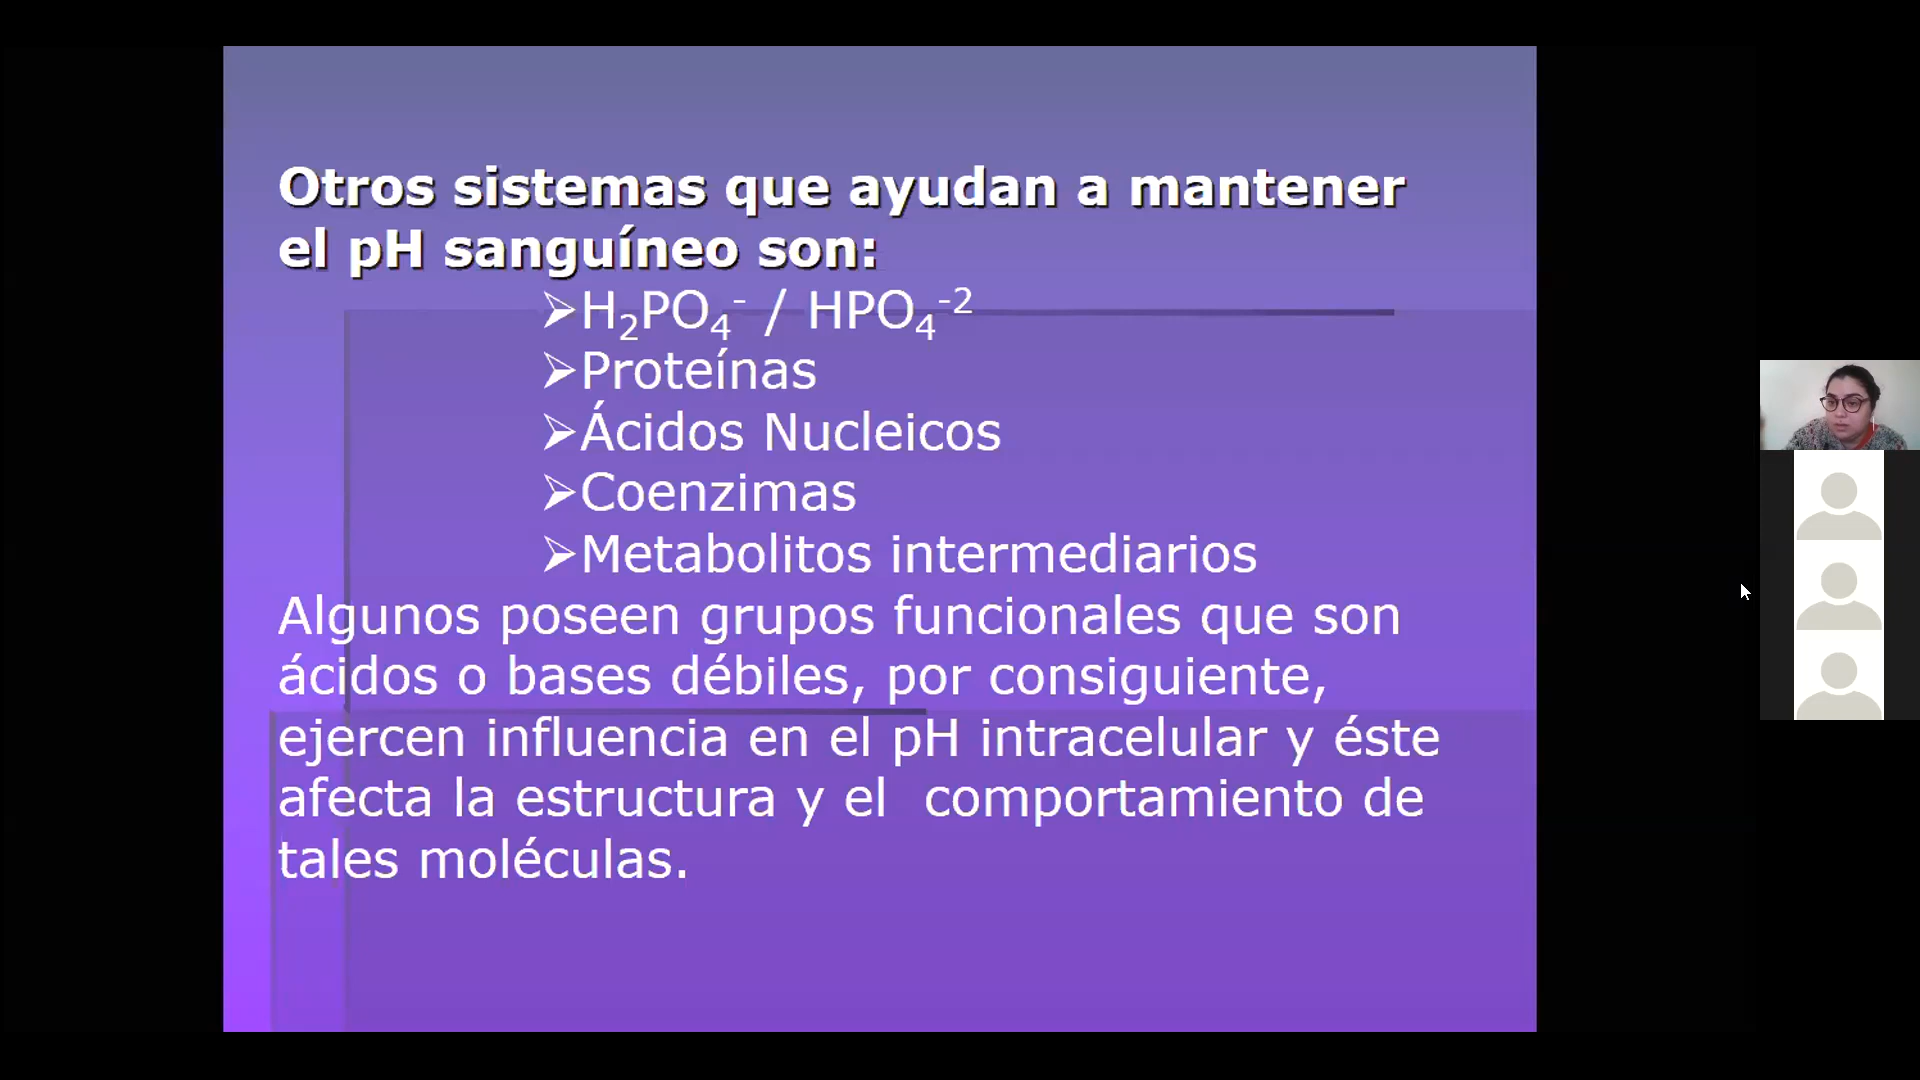 Otros sistemas que ayudan a mantener
el pH sanguíneo son:
➢H₂PO₄⁻ / HPO₄⁻²
➢Proteínas
➢Ácidos Nucleicos
➢Coenzimas
➢Metabolitos intermediarios
Algunos poseen grupos funcionales que son
ácidos o bases débiles, por consiguiente,
ejercen influencia en el pH intracelular y éste
afecta la estructura y el  comportamiento de
tales moléculas.